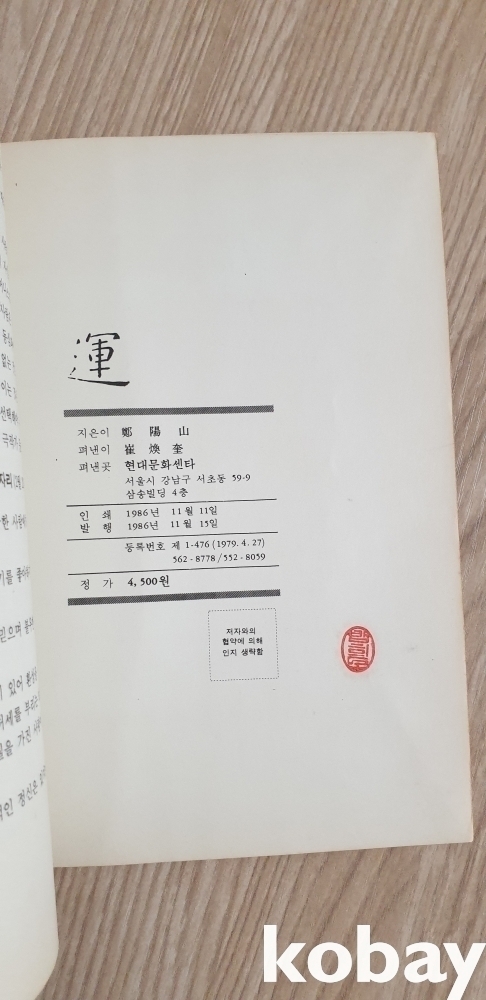 運
지은이 鄭陽山
펴낸이 崔煥奎
펴낸곳 현대문화센타
서울시 강남구 서초동 59-9
삼송빌딩 4층
인 쇄 1986년 11월 11일
발 행 1986년 11월 15일
등록번호 제 1-476 (1979. 4. 27)
562-8778 / 552-8059
정 가 4,500원
저자와의
협약에 의해
인지 생략함
kobay